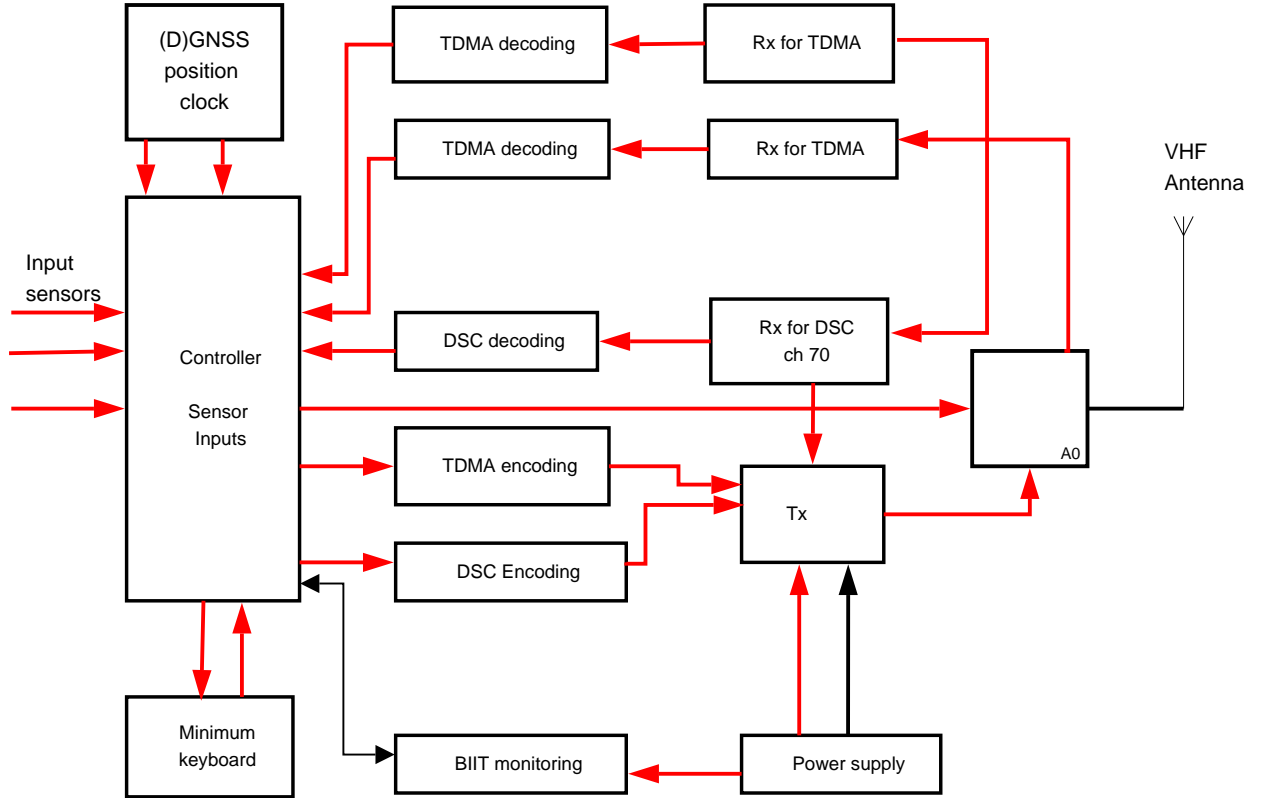 (D)GNSS
position
clock
TDMA decoding
Rx for TDMA
TDMA decoding
Rx for TDMA
VHF
Antenna
Input
sensors
Controller
Sensor
Inputs
DSC decoding
Rx for DSC
ch 70
A0
TDMA encoding
Tx
DSC Encoding
Minimum
keyboard
BIIT monitoring
Power supply